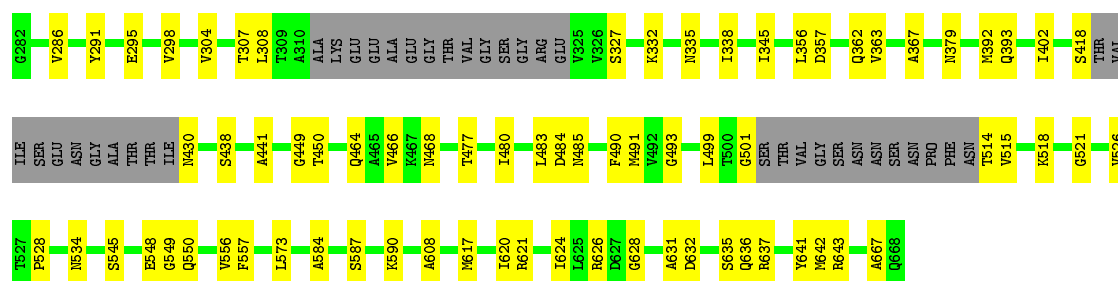 G282 V286 Y291 E295 V298 V304 T307 L308 T309 A310 ALA LYS GLU GLU ALA GLU GLY THR VAL GLY SER GLY ARG GLU V325 V326 S327 K332 N335 I338 I345 L356 D357 Q362 V363 A367 N379 M392 Q393 I402 S418 THR VAL
ILE SER GLU ASN GLY ALA THR THR ILE N430 S438 A441 G449 T450 Q464 A465 V466 K467 N468 T477 I480 L483 D484 N485 F490 M491 V492 G493 L499 T500 G501 SER THR VAL GLY SER ASN ASN SER ASN PRO PHE ASN T514 V515 K518 G521 V526
T527 P528 N534 S545 E548 G549 Q550 V556 F557 L573 A584 S587 K590 A608 M617 I620 R621 I624 L625 R626 D627 G628 A631 D632 S635 Q636 R637 Y641 M642 R643 A667 Q668